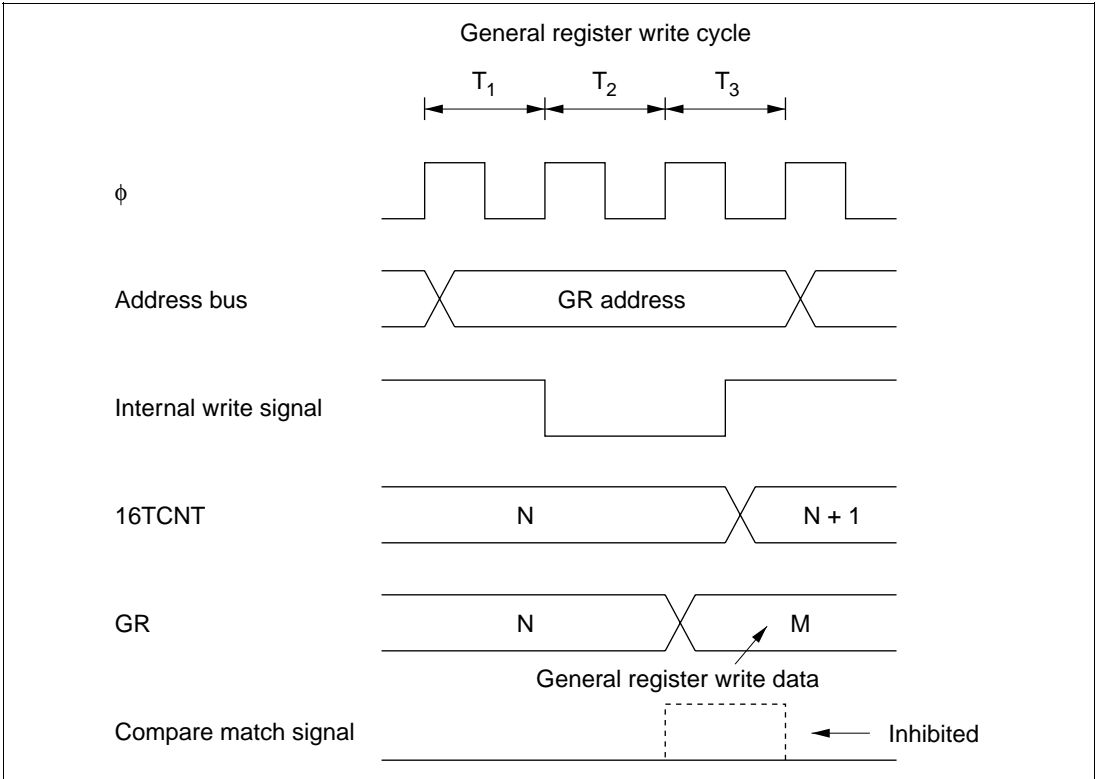 General register write cycle
T1 T2 T3
φ
Address bus GR address
Internal write signal
16TCNT N N + 1
GR N M
General register write data
Compare match signal Inhibited